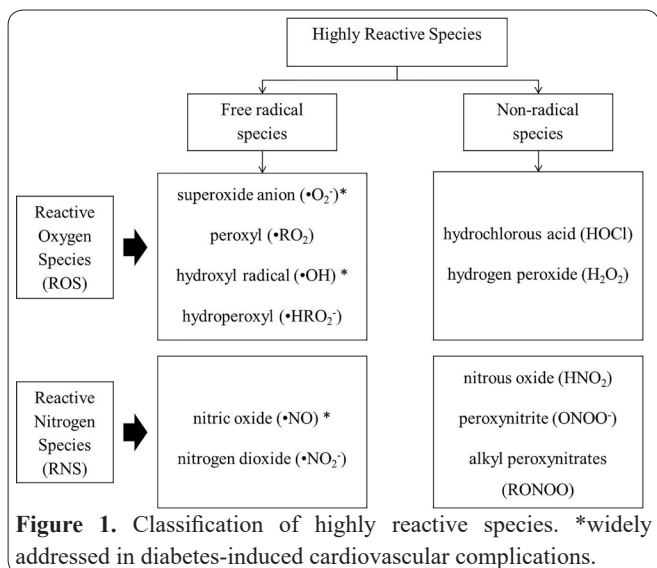 Highly Reactive Species
Free radical
species
Non-radical
species
Reactive
Oxygen
Species
(ROS)
superoxide anion (•O₂⁻)*
peroxyl (•RO₂)
hydroxyl radical (•OH) *
hydroperoxyl (•HRO₂⁻)
hydrochlorous acid (HOCl)
hydrogen peroxide (H₂O₂)
Reactive
Nitrogen
Species
(RNS)
nitric oxide (•NO) *
nitrogen dioxide (•NO₂⁻)
nitrous oxide (HNO₂)
peroxynitrite (ONOO⁻)
alkyl peroxynitrates
(RONOO)
Figure 1. Classification of highly reactive species. *widely
addressed in diabetes-induced cardiovascular complications.